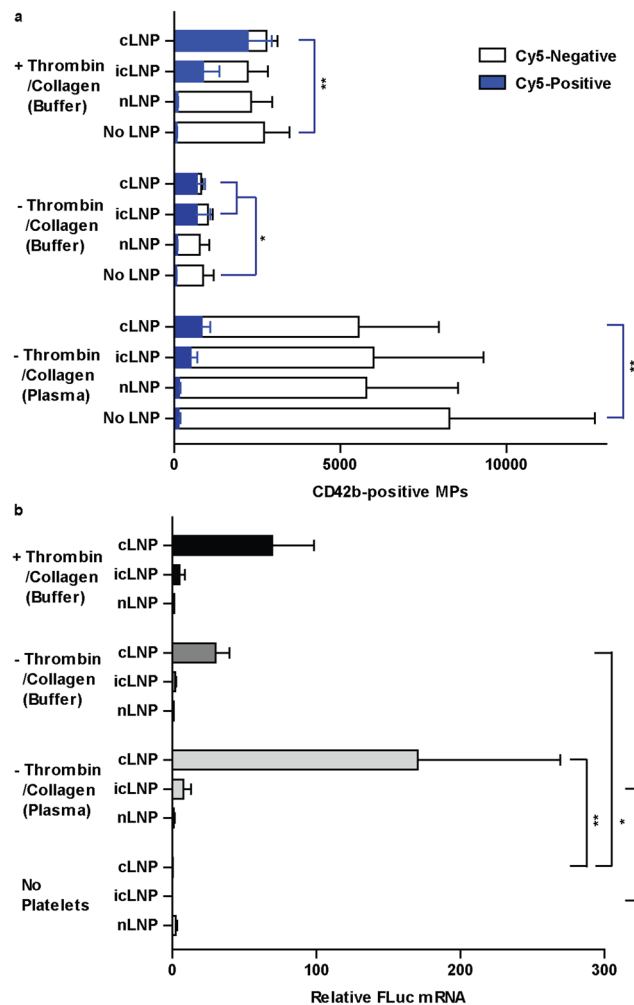 a
cLNP
+ Thrombin
/Collagen
(Buffer)
icLNP
nLNP
No LNP
**
Cy5-Negative
Cy5-Positive
cLNP
- Thrombin
/Collagen
(Buffer)
icLNP
nLNP
No LNP
*
cLNP
- Thrombin
/Collagen
(Plasma)
icLNP
nLNP
No LNP
**
0 5000 10000
CD42b-positive MPs
b
cLNP
+ Thrombin
/Collagen
(Buffer)
icLNP
nLNP
cLNP
- Thrombin
/Collagen
(Buffer)
icLNP
nLNP
cLNP
- Thrombin
/Collagen
(Plasma)
icLNP
nLNP
** *
cLNP
No
Platelets
icLNP
nLNP
0 100 200 300
Relative FLuc mRNA